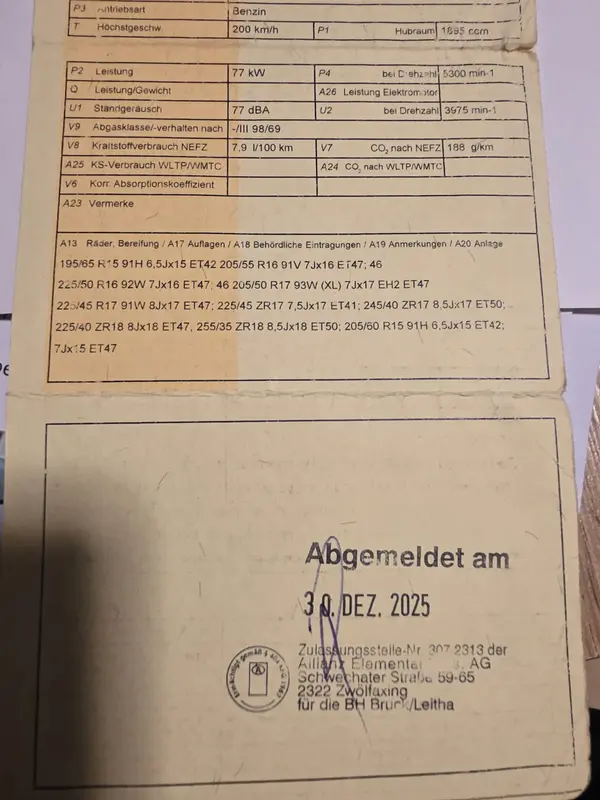 P3 Antriebsart Benzin
T Höchstgeschw. 200 km/h P1 Hubraum 1895 ccm
P2 Leistung 77 kW P4 bei Drehzahl 5300 min-1
Q Leistung/Gewicht A26 Leistung Elektromotor
U1 Standgeräusch 77 dBA U2 bei Drehzahl 3975 min-1
V9 Abgasklasse/-verhalten nach -/III 98/69
V8 Kraftstoffverbrauch NEFZ 7,9 l/100 km V7 CO₂ nach NEFZ 188 g/km
A25 KS-Verbrauch WLTP/WMTC A24 CO₂ nach WLTP/WMTC
V6 Korr. Absorptionskoeffizient
A23 Vermerke
A13 Räder, Bereifung / A17 Auflagen / A18 Behördliche Eintragungen / A19 Anmerkungen / A20 Anlage
195/65 R15 91H 6,5Jx15 ET42 205/55 R16 91V 7Jx16 ET47; 46
225/50 R16 92W 7Jx16 ET47; 46 205/50 R17 93W (XL) 7Jx17 EH2 ET47
225/45 R17 91W 8Jx17 ET47; 225/45 ZR17 7,5Jx17 ET41; 245/40 ZR17 8,5Jx17 ET50;
225/40 ZR18 8Jx18 ET47, 255/35 ZR18 8,5Jx18 ET50; 205/60 R15 91H 6,5Jx15 ET42;
7Jx15 ET47
Abgemeldet am
30. DEZ. 2025
Zulassungsstelle-Nr. 307 2313 der
Allianz Elementar AG
Schwechater Straße 59-65
2322 Zwölfaxing
für die BH Bruck/Leitha